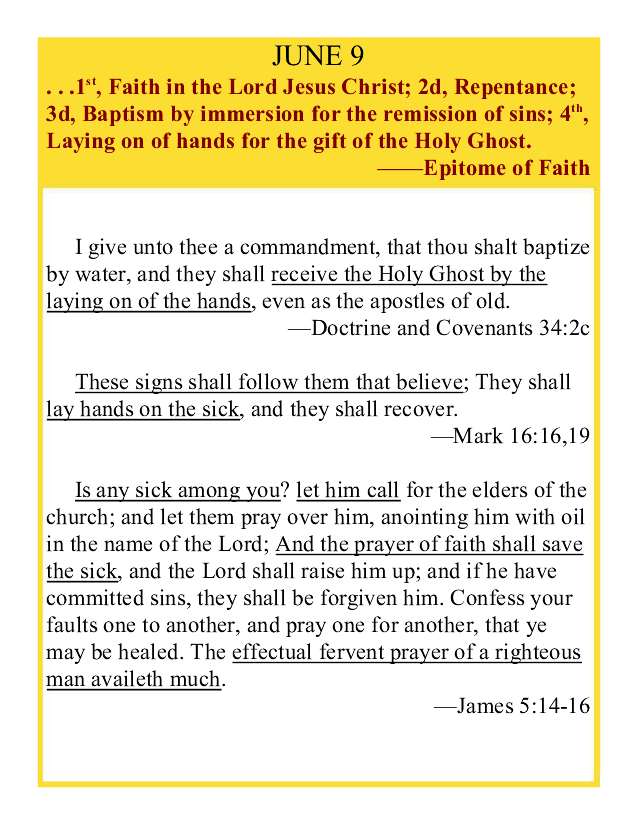 JUNE 9
. . .1st, Faith in the Lord Jesus Christ; 2d, Repentance;
3d, Baptism by immersion for the remission of sins; 4th,
Laying on of hands for the gift of the Holy Ghost.
——Epitome of Faith
I give unto thee a commandment, that thou shalt baptize
by water, and they shall receive the Holy Ghost by the
laying on of the hands, even as the apostles of old.
—Doctrine and Covenants 34:2c
These signs shall follow them that believe; They shall
lay hands on the sick, and they shall recover.
—Mark 16:16,19
Is any sick among you? let him call for the elders of the
church; and let them pray over him, anointing him with oil
in the name of the Lord; And the prayer of faith shall save
the sick, and the Lord shall raise him up; and if he have
committed sins, they shall be forgiven him. Confess your
faults one to another, and pray one for another, that ye
may be healed. The effectual fervent prayer of a righteous
man availeth much.
—James 5:14-16